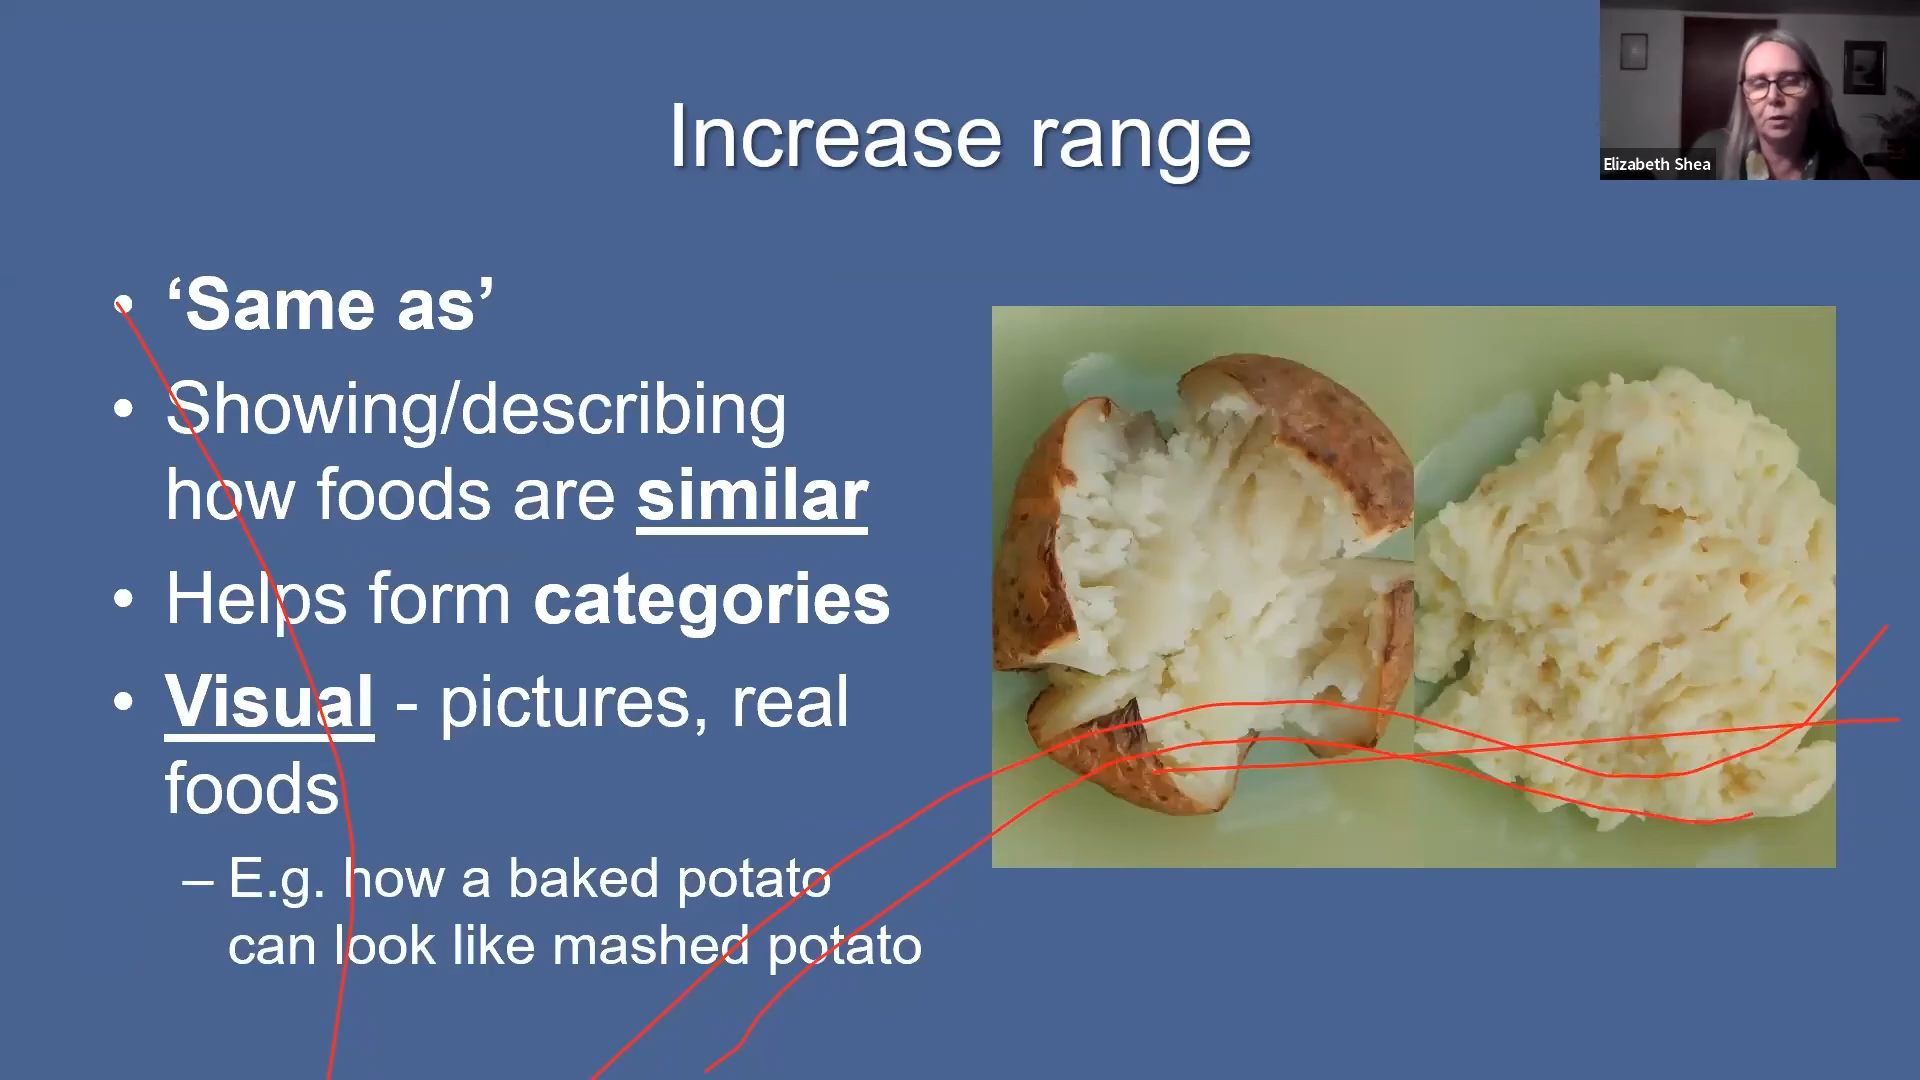 Increase range
Elizabeth Shea
• ‘Same as’
• Showing/describing
how foods are similar
• Helps form categories
• Visual - pictures, real
foods
– E.g. how a baked potato
can look like mashed potato